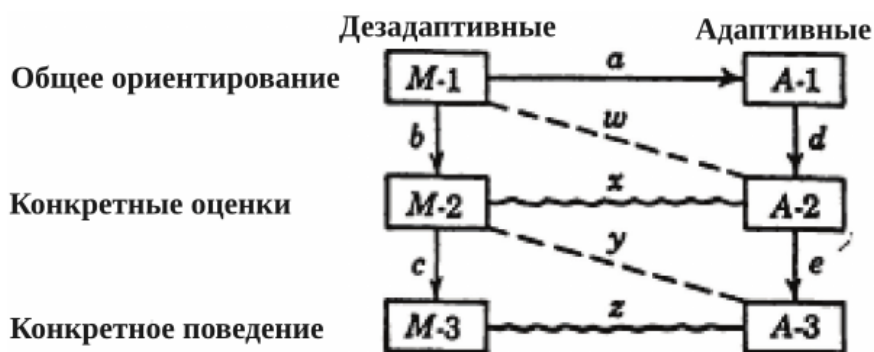 Дезадаптивные Адаптивные
Общее ориентирование M-1 a A-1
b w d
Конкретные оценки M-2 x A-2
c y e
Конкретное поведение M-3 z A-3